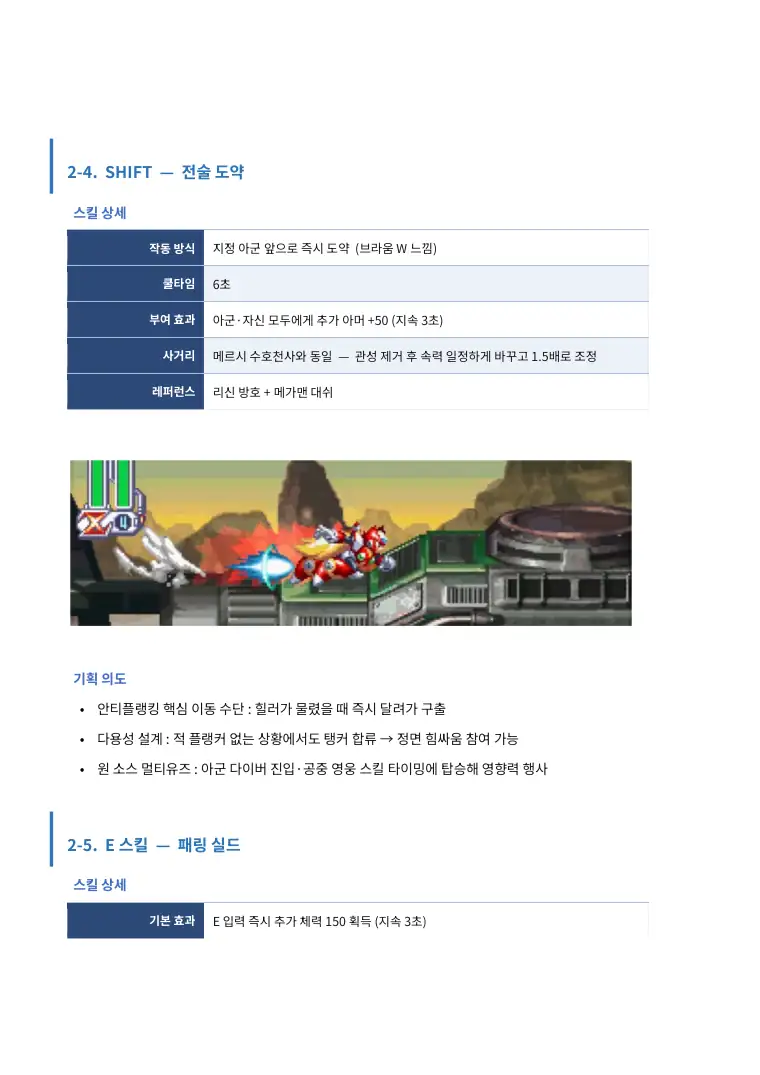 2-4. SHIFT — 전술 도약
스킬 상세
작동 방식 지정 아군 앞으로 즉시 도약 (브라움 W 느낌)
쿨타임 6초
부여 효과 아군·자신 모두에게 추가 아머 +50 (지속 3초)
사거리 메르시 수호천사와 동일 — 관성 제거 후 속력 일정하게 바꾸고 1.5배로 조정
레퍼런스 리신 방호 + 메가맨 대쉬
X 4
기획 의도
• 안티플랭킹 핵심 이동 수단 : 힐러가 물렸을 때 즉시 달려가 구출
• 다용성 설계 : 적 플랭커 없는 상황에서도 탱커 합류 → 정면 힘싸움 참여 가능
• 원 소스 멀티유즈 : 아군 다이버 진입·공중 영웅 스킬 타이밍에 탑승해 영향력 행사
2-5. E 스킬 — 패링 실드
스킬 상세
기본 효과 E 입력 즉시 추가 체력 150 획득 (지속 3초)